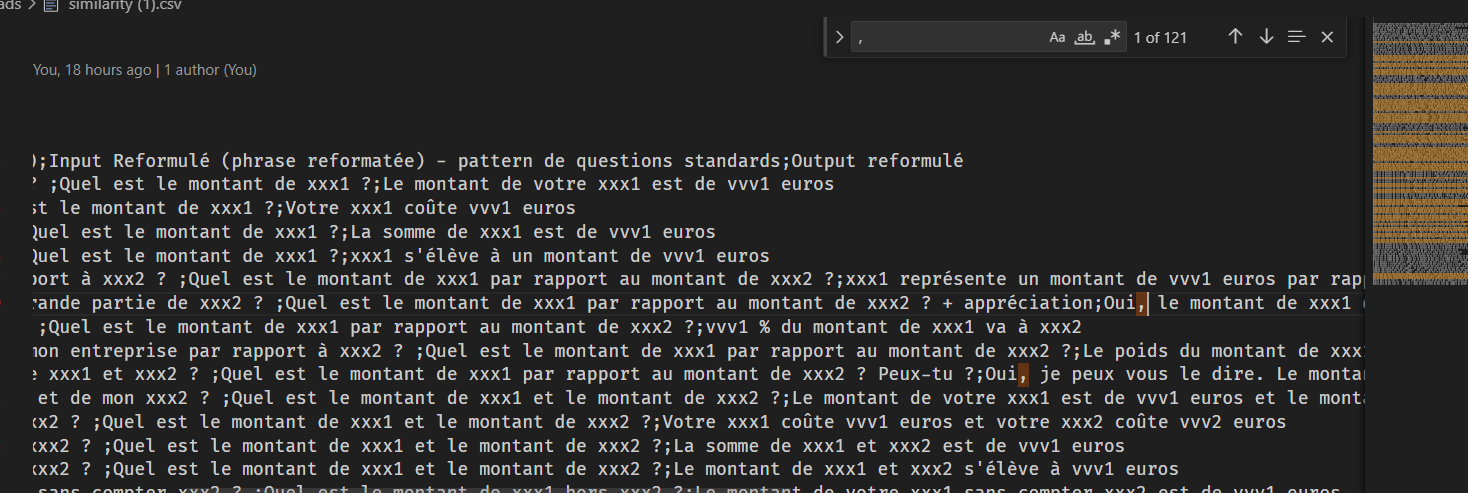 ads > similarity (1).csv
, Aa ab 1 of 121
You, 18 hours ago | 1 author (You)
);Input Reformulé (phrase reformatée) - pattern de questions standards;Output reformulé
? ;Quel est le montant de xxx1 ?;Le montant de votre xxx1 est de vvv1 euros
st le montant de xxx1 ?;Votre xxx1 coûte vvv1 euros
Quel est le montant de xxx1 ?;La somme de xxx1 est de vvv1 euros
Quel est le montant de xxx1 ?;xxx1 s'élève à un montant de vvv1 euros
port à xxx2 ? ;Quel est le montant de xxx1 par rapport au montant de xxx2 ?;xxx1 représente un montant de vvv1 euros par rapp
rande partie de xxx2 ? ;Quel est le montant de xxx1 par rapport au montant de xxx2 ? + appréciation;Oui, le montant de xxx1
;Quel est le montant de xxx1 par rapport au montant de xxx2 ?;vvv1 % du montant de xxx1 va à xxx2
mon entreprise par rapport à xxx2 ? ;Quel est le montant de xxx1 par rapport au montant de xxx2 ?;Le poids du montant de xxx1
e xxx1 et xxx2 ? ;Quel est le montant de xxx1 par rapport au montant de xxx2 ? Peux-tu ?;Oui, je peux vous le dire. Le montan
et de mon xxx2 ? ;Quel est le montant de xxx1 et le montant de xxx2 ?;Le montant de votre xxx1 est de vvv1 euros et le monta
xx2 ? ;Quel est le montant de xxx1 et le montant de xxx2 ?;Votre xxx1 coûte vvv1 euros et votre xxx2 coûte vvv2 euros
xxx2 ? ;Quel est le montant de xxx1 et le montant de xxx2 ?;La somme de xxx1 et xxx2 est de vvv1 euros
xxx2 ? ;Quel est le montant de xxx1 et le montant de xxx2 ?;Le montant de xxx1 et xxx2 s'élève à vvv1 euros
sans compter xxx2 ? ;Quel est le montant de xxx1 hors xxx2 ?;Le montant de votre xxx1 sans compter xxx2 est de vvv1 euros